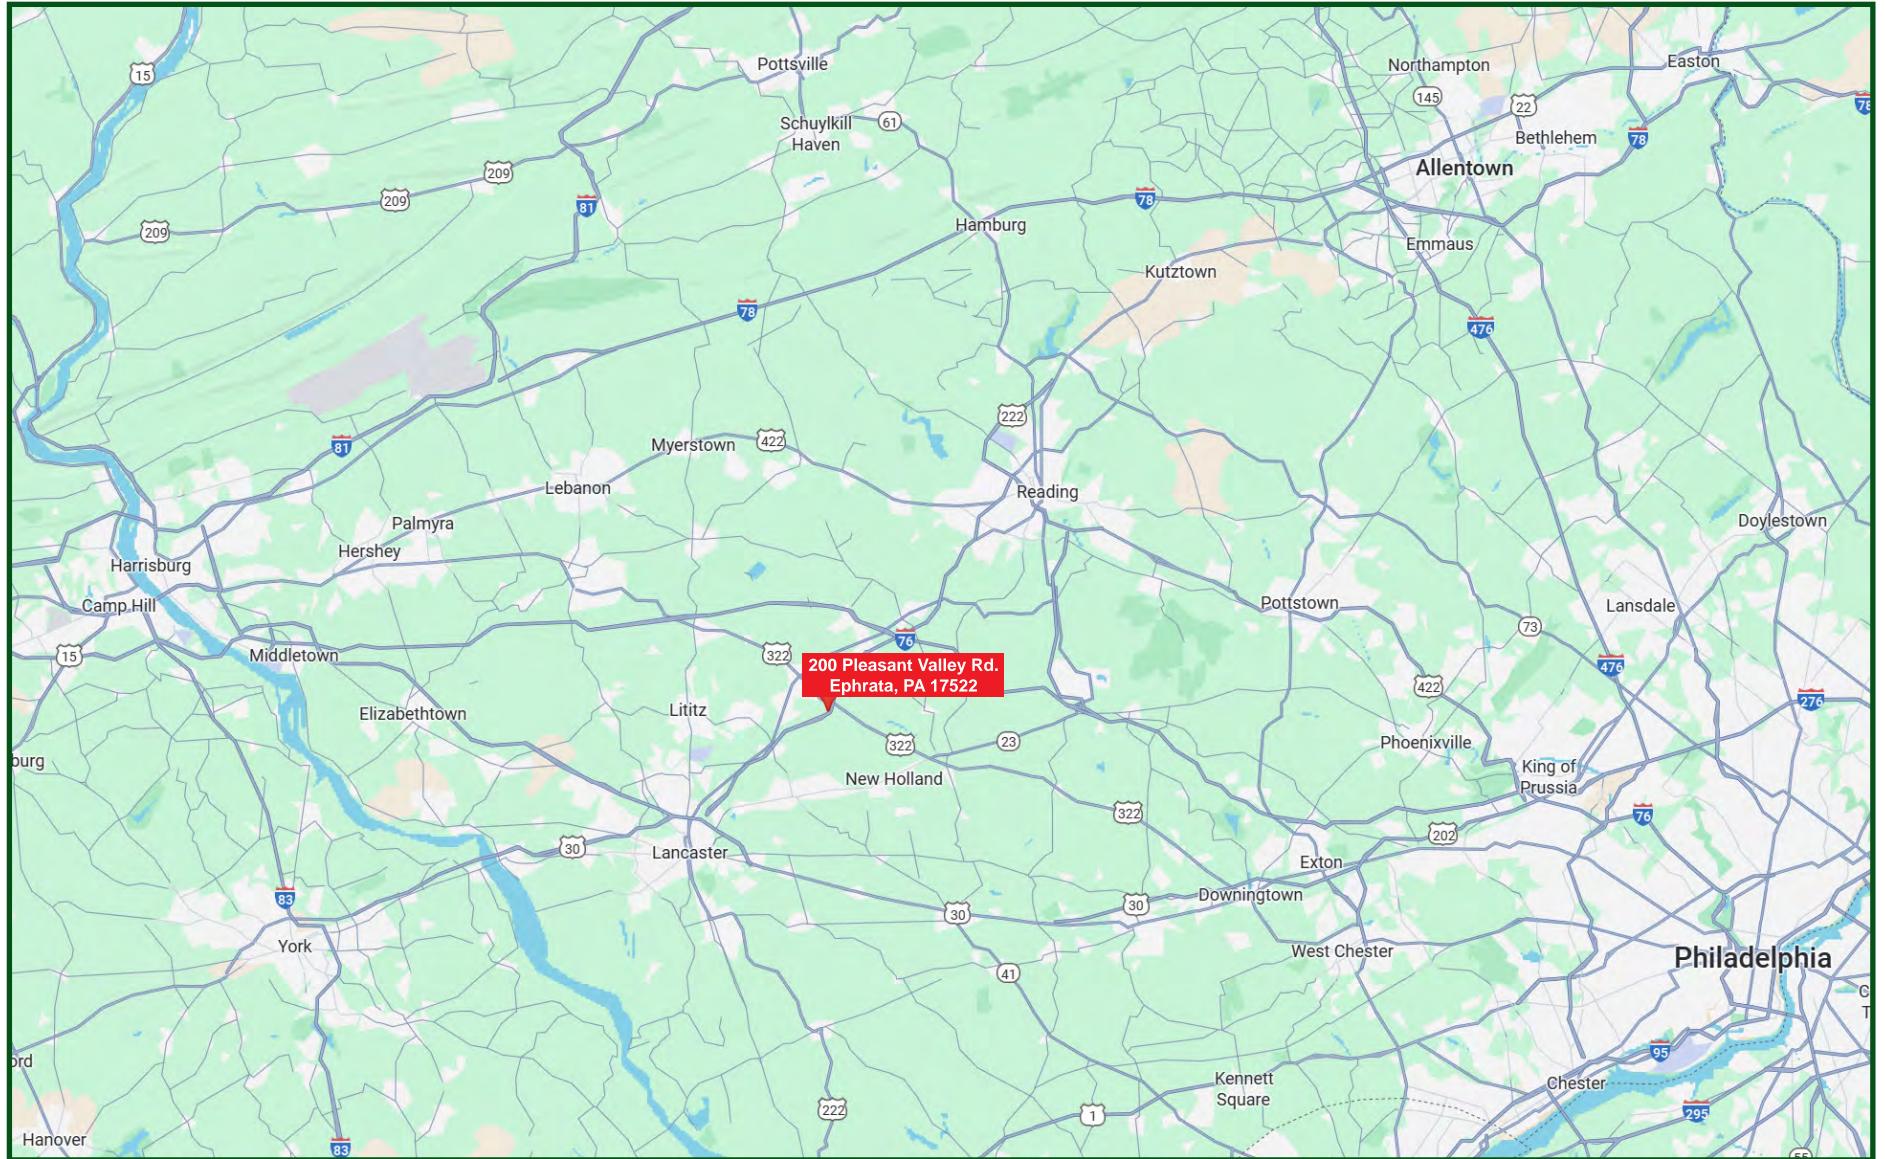 15
Pottsville
Northampton
Easton
145
22
78
Schuylkill
Haven
61
Bethlehem
78
Allentown
209
209
81
78
209
Hamburg
Emmaus
Kutztown
78
476
222
81
Myerstown
422
Lebanon
Reading
Palmyra
Doylestown
Hershey
Harrisburg
Camp Hill
Pottstown
Lansdale
73
76
15
Middletown
322
200 Pleasant Valley Rd.
Ephrata, PA 17522
476
422
276
Elizabethtown
Lititz
322
23
Phoenixville
burg
New Holland
King of
Prussia
322
76
30
202
Lancaster
Exton
83
Downingtown
30
30
York
West Chester
Philadelphia
41
C
T
ord
95
Kennett
Square
Chester
222
1
295
Hanover
83
55